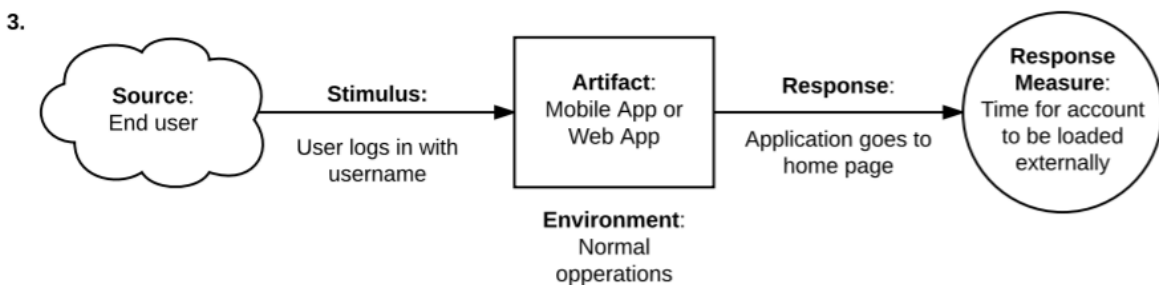 3.
Source:
End user
Stimulus:
User logs in with
username
Artifact:
Mobile App or
Web App
Environment:
Normal
opperations
Response:
Application goes to
home page
Response
Measure:
Time for account
to be loaded
externally